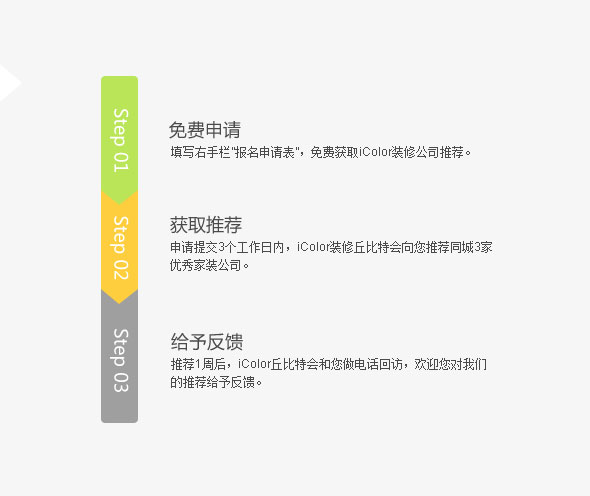 Step 01
免费申请
填写右手栏"报名申请表"，免费获取iColor装修公司推荐。
Step 02
获取推荐
申请提交3个工作日内，iColor装修丘比特会向您推荐同城3家
优秀家装公司。
Step 03
给予反馈
推荐1周后，iColor丘比特会和您做电话回访，欢迎您对我们
的推荐给予反馈。